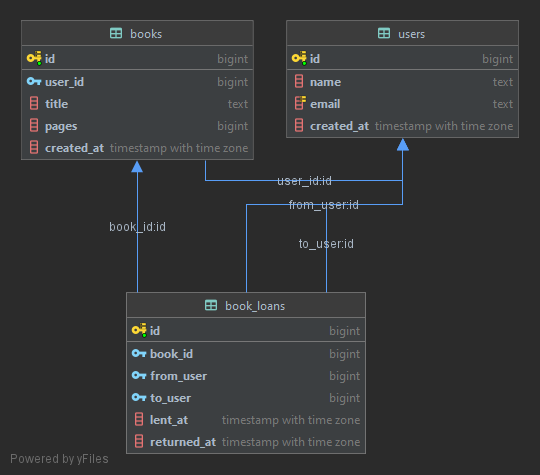 books
id bigint
user_id bigint
title text
pages bigint
created_at timestamp with time zone
users
id bigint
name text
email text
created_at timestamp with time zone
user_id:id
from_user:id
book_id:id
to_user:id
book_loans
id bigint
book_id bigint
from_user bigint
to_user bigint
lent_at timestamp with time zone
returned_at timestamp with time zone
Powered by yFiles